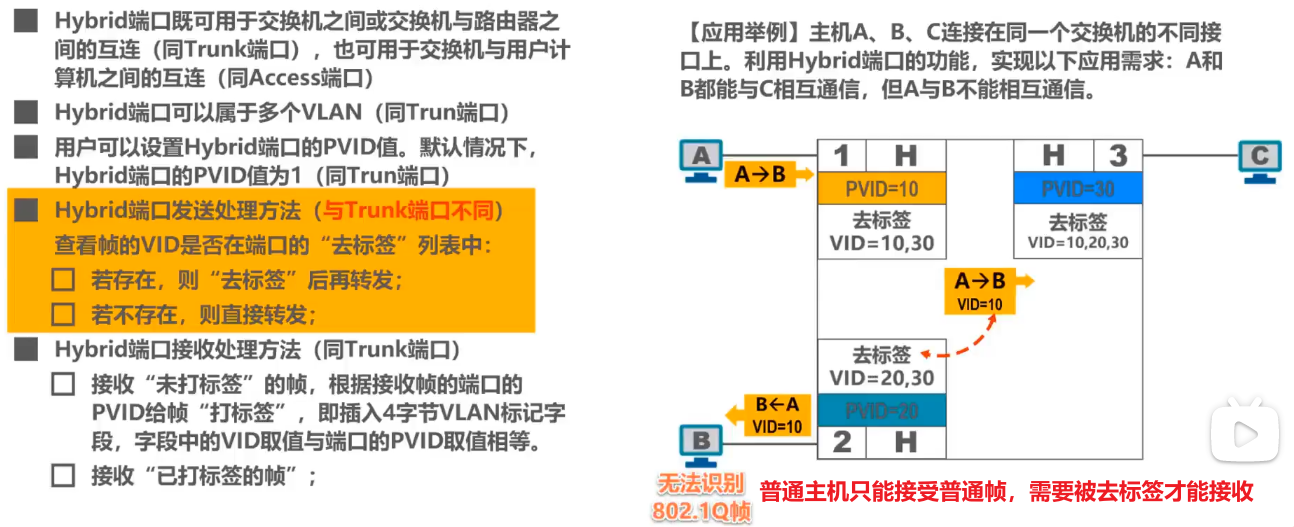 Hybrid端口既可用于交换机之间或交换机与路由器之
间的互连（同Trunk端口），也可用于交换机与用户计
算机之间的互连（同Access端口）
Hybrid端口可以属于多个VLAN（同Trun端口）
用户可以设置Hybrid端口的PVID值。默认情况下，
Hybrid端口的PVID值为1（同Trun端口）
Hybrid端口发送处理方法（与Trunk端口不同）
查看帧的VID是否在端口的“去标签”列表中：
若存在，则“去标签”后再转发；
若不存在，则直接转发；
Hybrid端口接收处理方法（同Trunk端口）
接收“未打标签”的帧，根据接收帧的端口的
PVID给帧“打标签”，即插入4字节VLAN标记字
段，字段中的VID取值与端口的PVID取值相等。
接收“已打标签的帧”；
【应用举例】主机A、B、C连接在同一个交换机的不同接
口上。利用Hybrid端口的功能，实现以下应用需求：A和
B都能与C相互通信，但A与B不能相互通信。
A
A→B
1 H
PVID=10
去标签
VID=10,30
H 3
PVID=30
去标签
VID=10,20,30
C
A→B
VID=10
去标签
VID=20,30
PVID=20
2 H
B←A
VID=10
B
无法识别
802.1Q帧
普通主机只能接受普通帧，需要被去标签才能接收